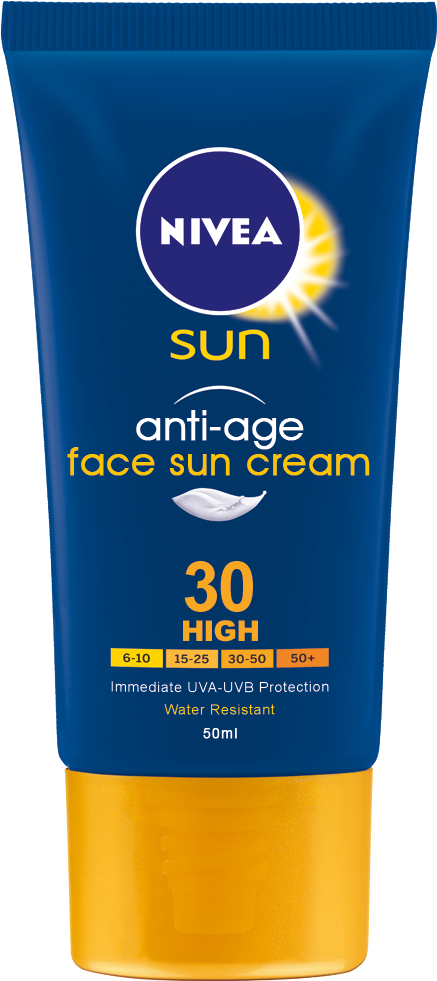 NIVEA
sun
anti-age
face sun cream
30
HIGH
6-10 15-25 30-50 50+
Immediate UVA-UVB Protection
Water Resistant
50ml